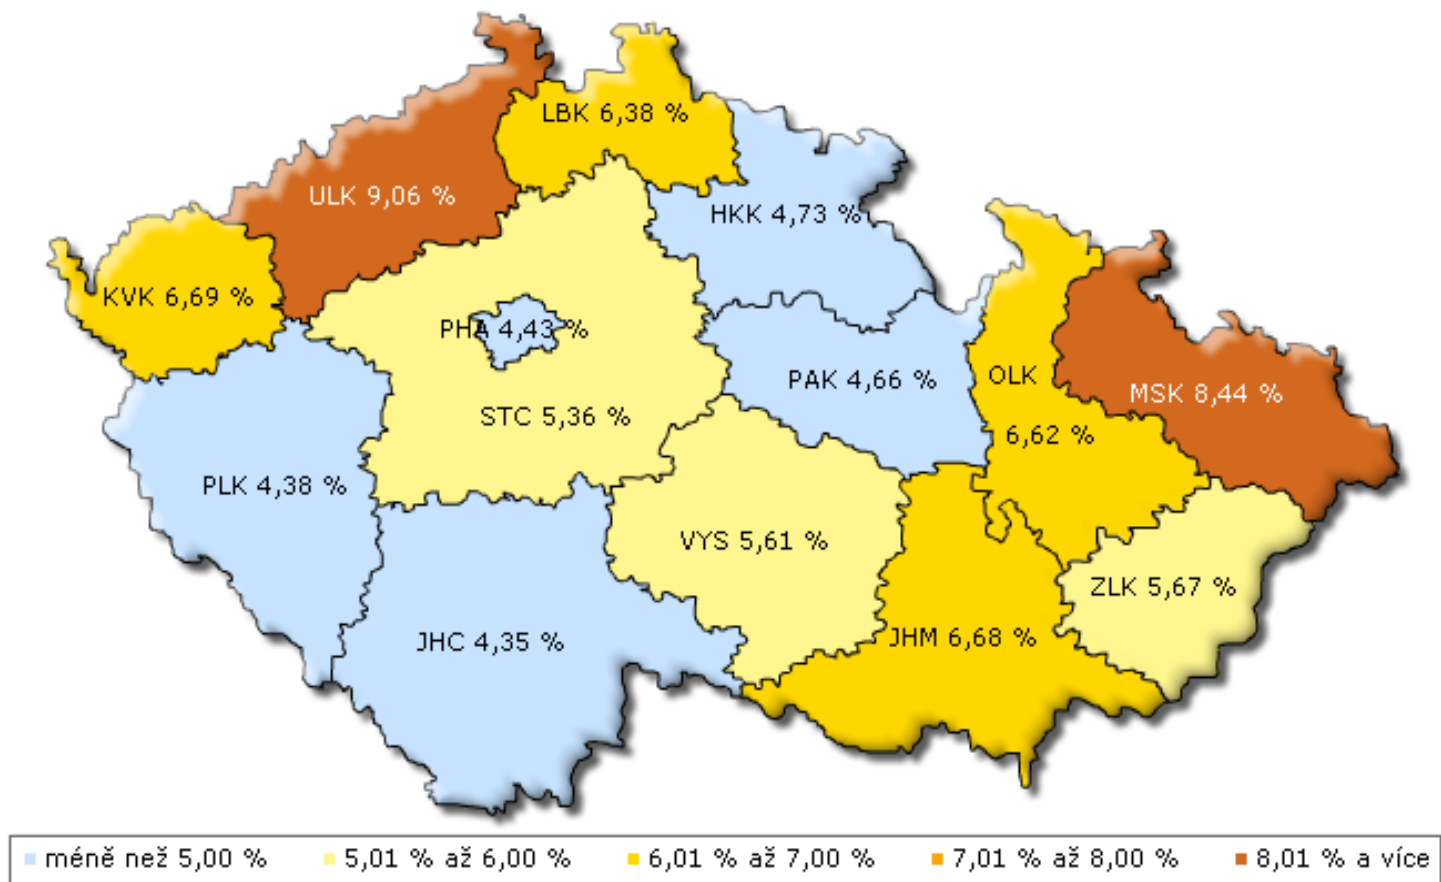 LBK 6,38 %
ULK 9,06 %
HKK 4,73 %
KVK 6,69 %
PHA 4,43 %
PAK 4,66 %
OLK
6,62 %
MSK 8,44 %
STC 5,36 %
PLK 4,38 %
VYS 5,61 %
ZLK 5,67 %
JHC 4,35 %
JHM 6,68 %
méně než 5,00 % 5,01 % až 6,00 % 6,01 % až 7,00 % 7,01 % až 8,00 % 8,01 % a více